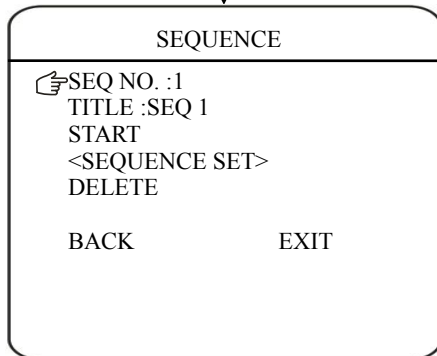 SEQUENCE
SEQ NO. :1
TITLE :SEQ 1
START
<SEQUENCE SET>
DELETE
BACK EXIT